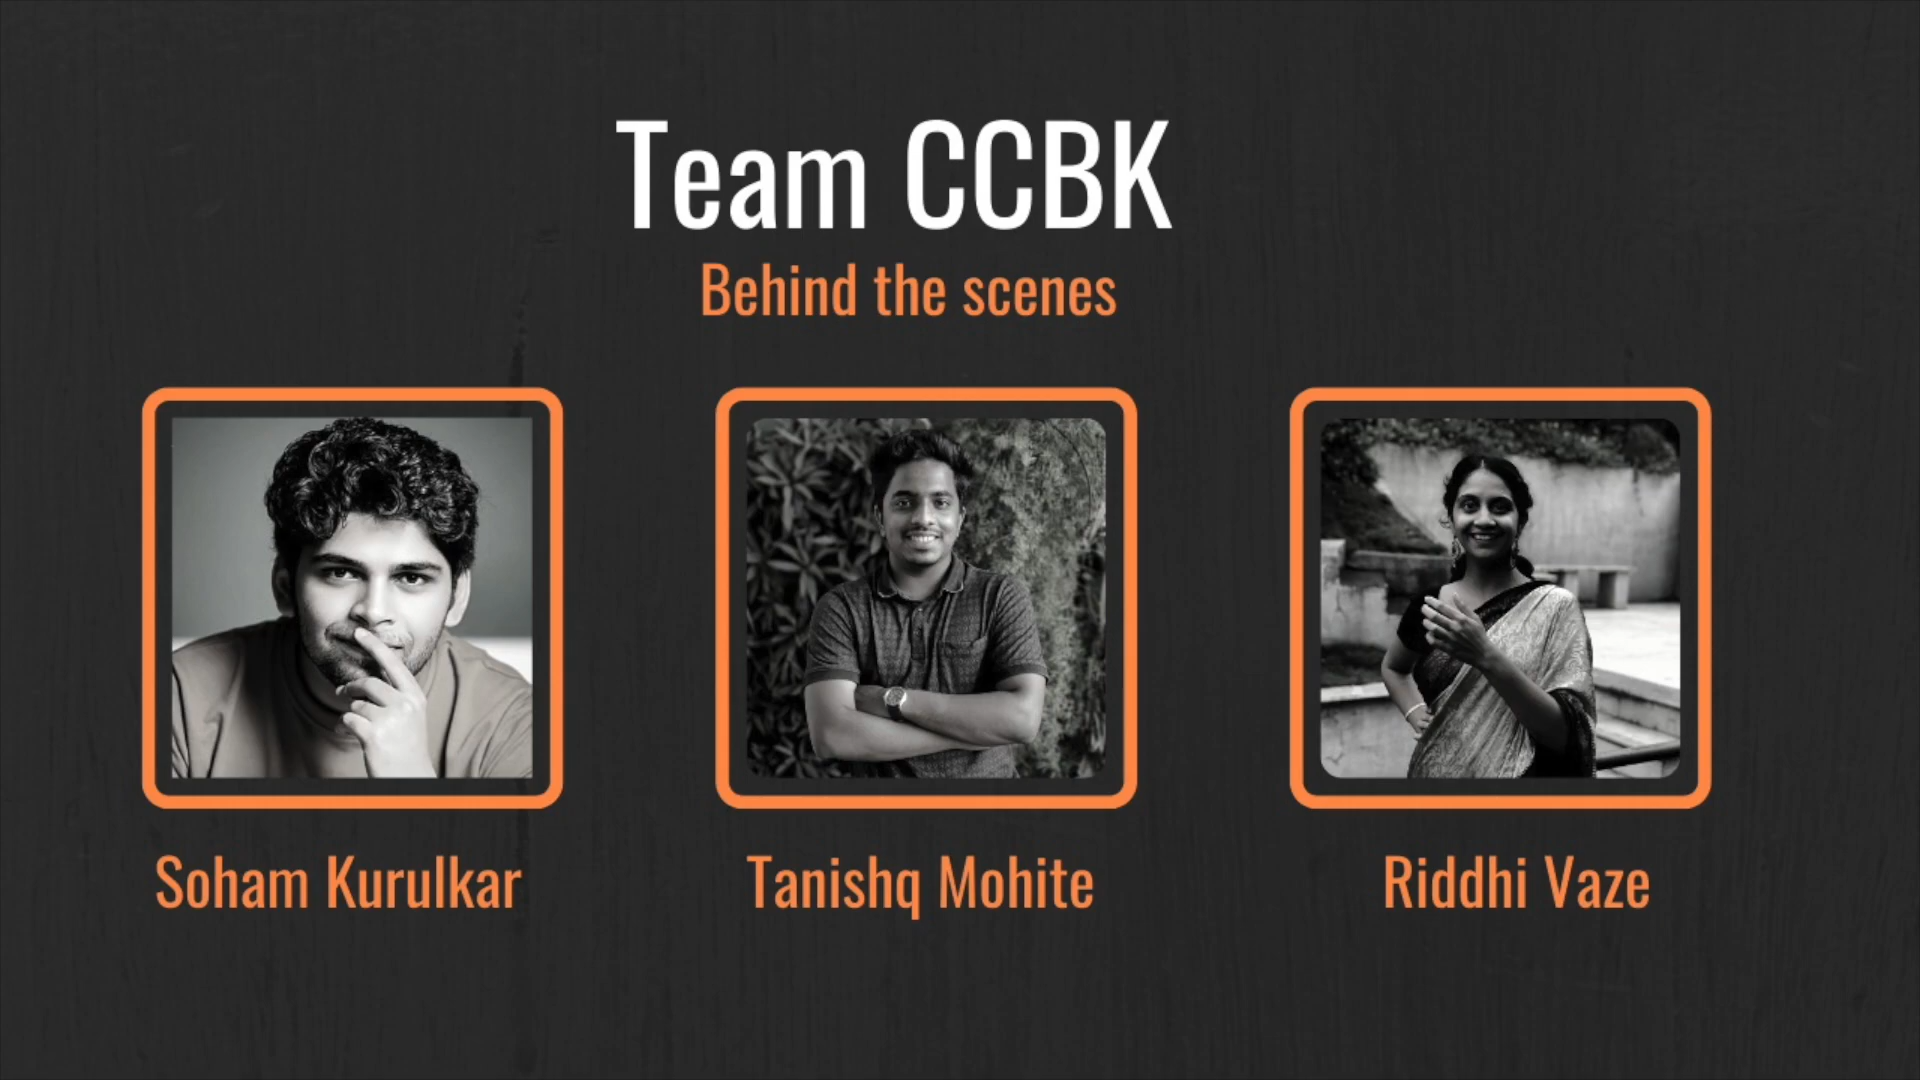 Team CCBK
Behind the scenes
Soham Kurulkar
Tanishq Mohite
Riddhi Vaze